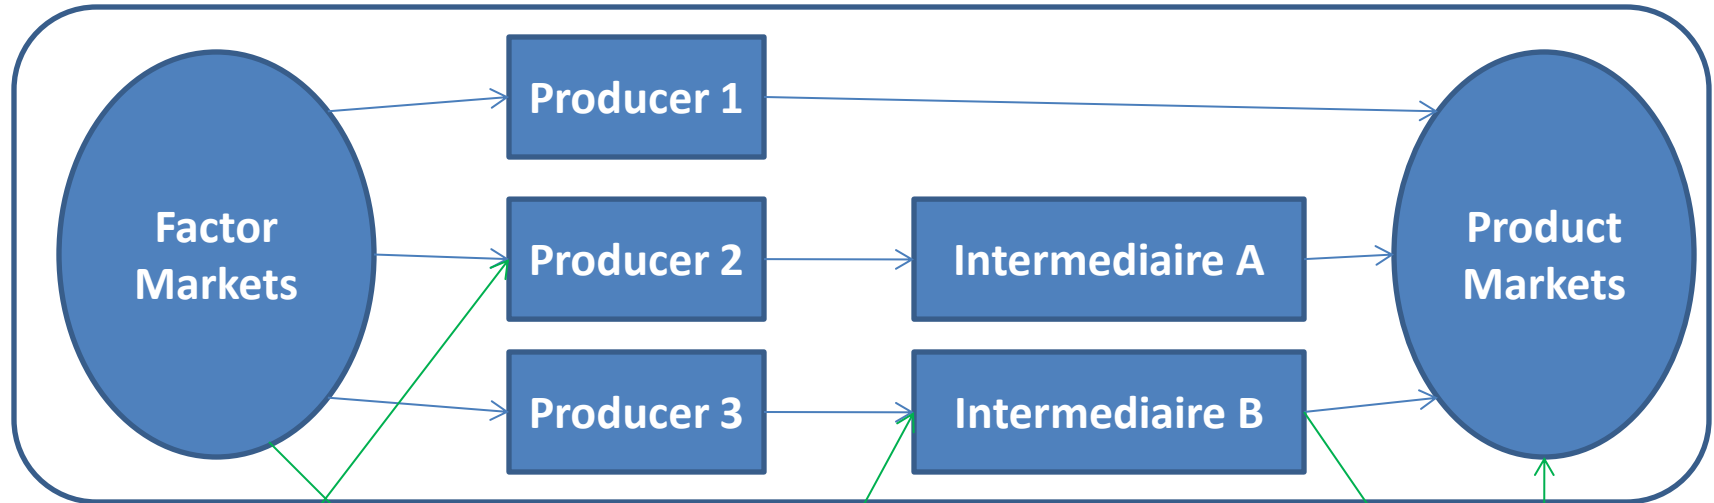 Producer 1
Factor
Markets
Producer 2
Intermediaire A
Product
Markets
Producer 3
Intermediaire B